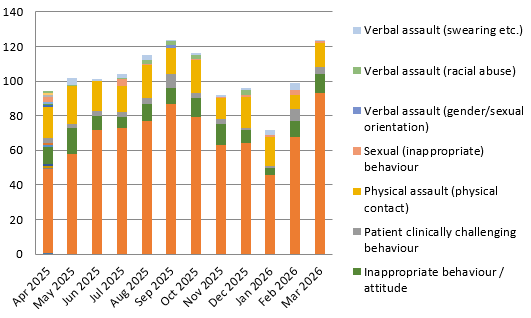 140
120
100
80
60
40
20
0
Apr 2025
May 2025
Jun 2025
Jul 2025
Aug 2025
Sep 2025
Oct 2025
Nov 2025
Dec 2025
Jan 2026
Feb 2026
Mar 2026
Verbal assault (swearing etc.)
Verbal assault (racial abuse)
Verbal assault (gender/sexual
orientation)
Sexual (inappropriate)
behaviour
Physical assault (physical
contact)
Patient clinically challenging
behaviour
Inappropriate behaviour /
attitude